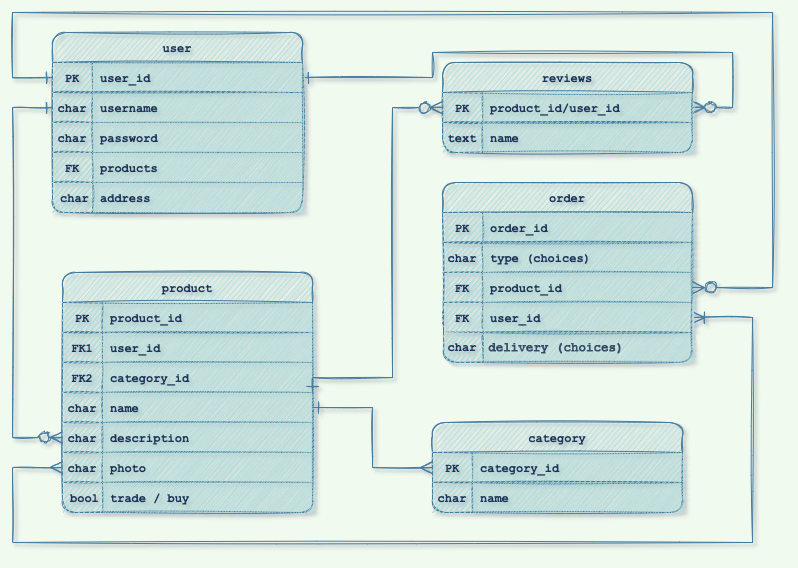 user
PK user_id
char username
char password
FK products
char address
reviews
PK product_id/user_id
text name
order
PK order_id
char type (choices)
FK product_id
FK user_id
char delivery (choices)
product
PK product_id
FK1 user_id
FK2 category_id
char name
char description
char photo
bool trade / buy
category
PK category_id
char name